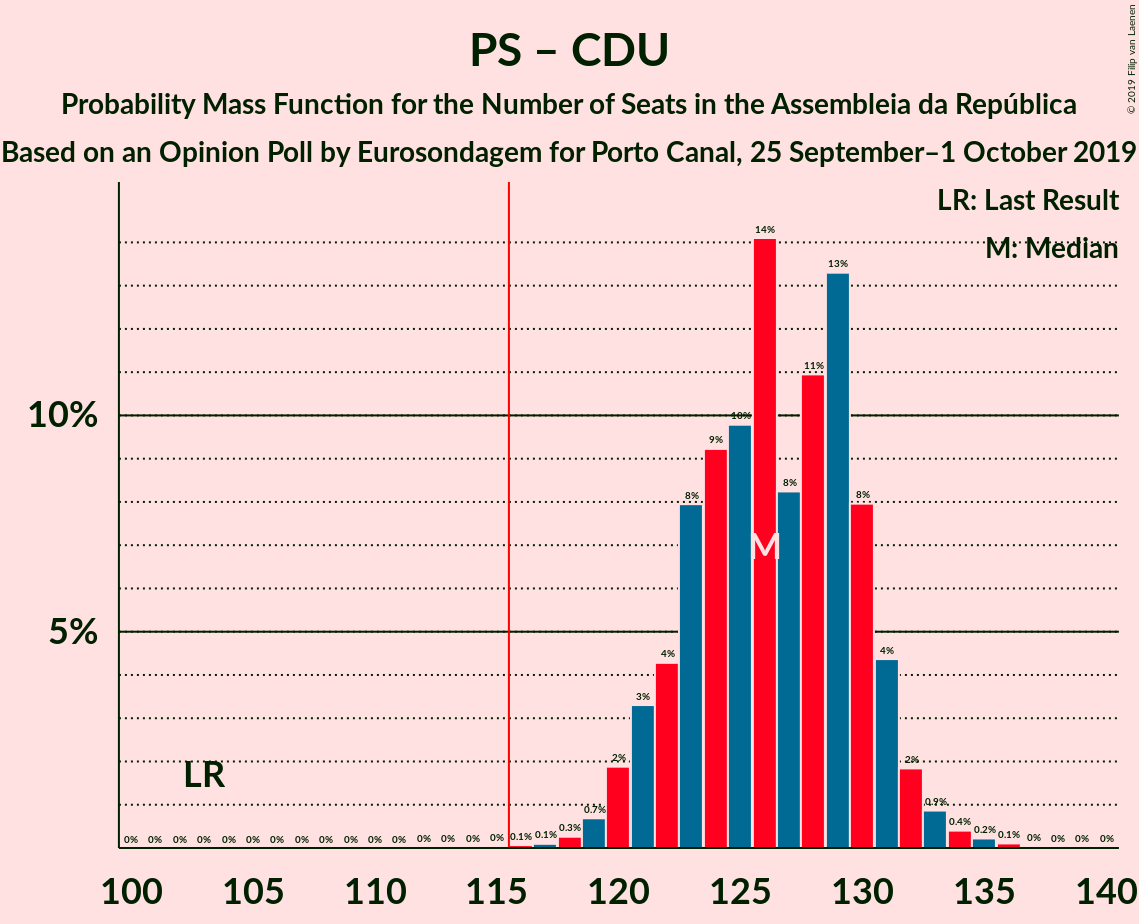 PS – CDU
Probability Mass Function for the Number of Seats in the Assembleia da República
Based on an Opinion Poll by Eurosondagem for Porto Canal, 25 September–1 October 2019
© 2019 Filip van Laenen
LR: Last Result
M: Median
10%
5%
LR
M
0% 0% 0% 0% 0% 0% 0% 0% 0% 0% 0% 0% 0% 0% 0% 0% 0.1% 0.1% 0.3% 0.7% 2% 3% 4% 8% 9% 10% 14% 8% 11% 13% 8% 4% 2% 0.9% 0.4% 0.2% 0.1% 0% 0% 0% 0%
100 105 110 115 120 125 130 135 140